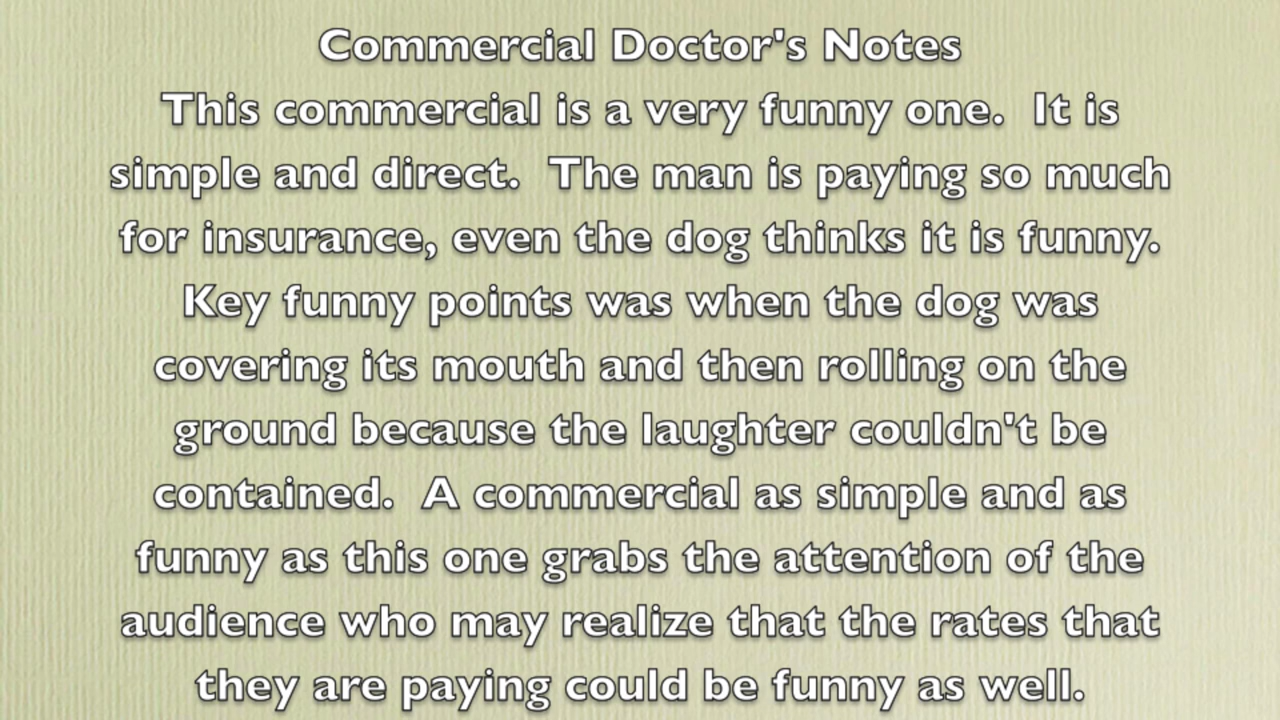 Commercial Doctor's Notes
This commercial is a very funny one.  It is
simple and direct.  The man is paying so much
for insurance, even the dog thinks it is funny.
Key funny points was when the dog was
covering its mouth and then rolling on the
ground because the laughter couldn't be
contained.  A commercial as simple and as
funny as this one grabs the attention of the
audience who may realize that the rates that
they are paying could be funny as well.